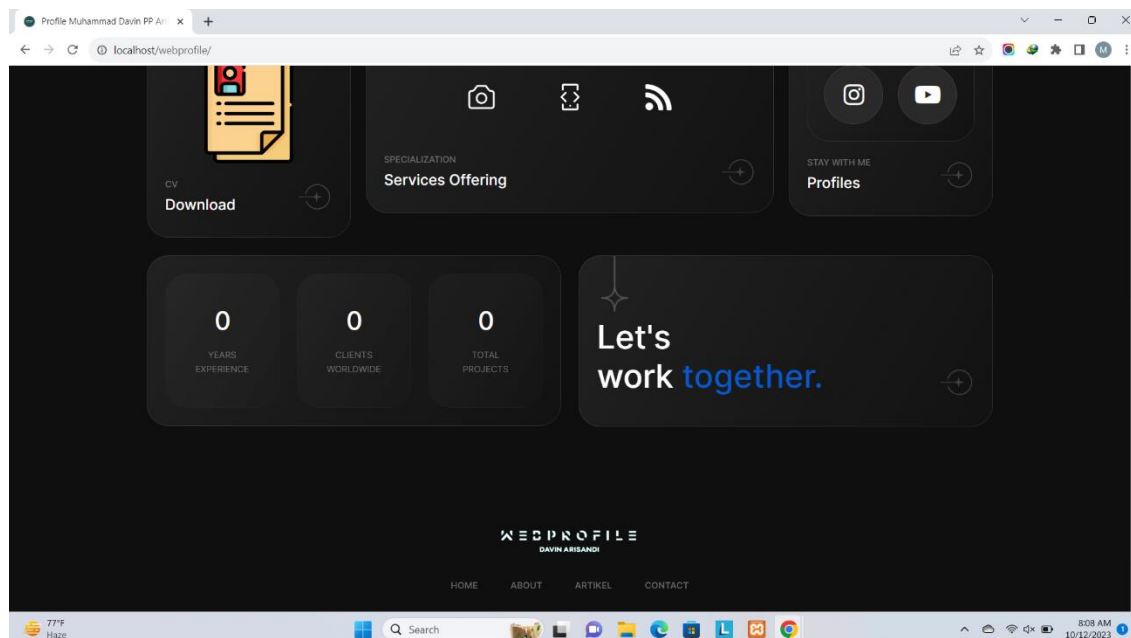 Profile Muhammad Davin PP Ari
localhost/webprofile/
M
CV
Download
SPECIALIZATION
Services Offering
STAY WITH ME
Profiles
0
YEARS
EXPERIENCE
0
CLIENTS
WORLDWIDE
0
TOTAL
PROJECTS
Let's
work together.
WEBPROFILE
DAVIN ARISANDI
HOME ABOUT ARTIKEL CONTACT
77°F
Haze
Search
L
8:08 AM
10/12/2023
1